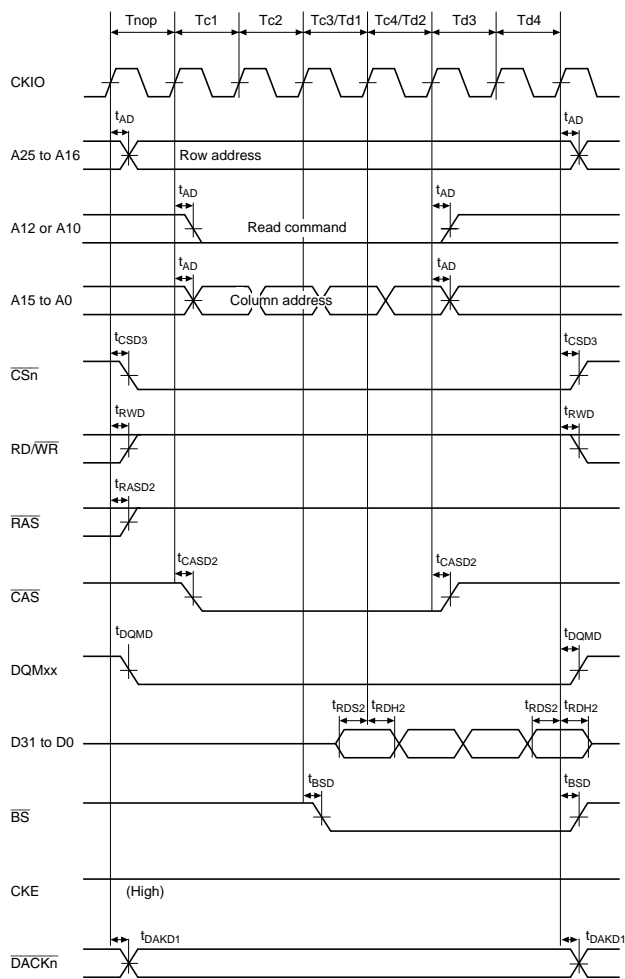 Tnop Tc1 Tc2 Tc3/Td1 Tc4/Td2 Td3 Td4
CKIO
tAD tAD
A25 to A16 Row address
tAD tAD
A12 or A10 Read command
tAD tAD
A15 to A0 Column address
tCSD3 tCSD3
CSn
tRWD tRWD
RD/WR
tRASD2
RAS
tCASD2 tCASD2
CAS
tDQMD tDQMD
DQMxx
tRDS2 tRDH2 tRDS2 tRDH2
D31 to D0
tBSD tBSD
BS
CKE (High)
tDAKD1 tDAKD1
DACKn